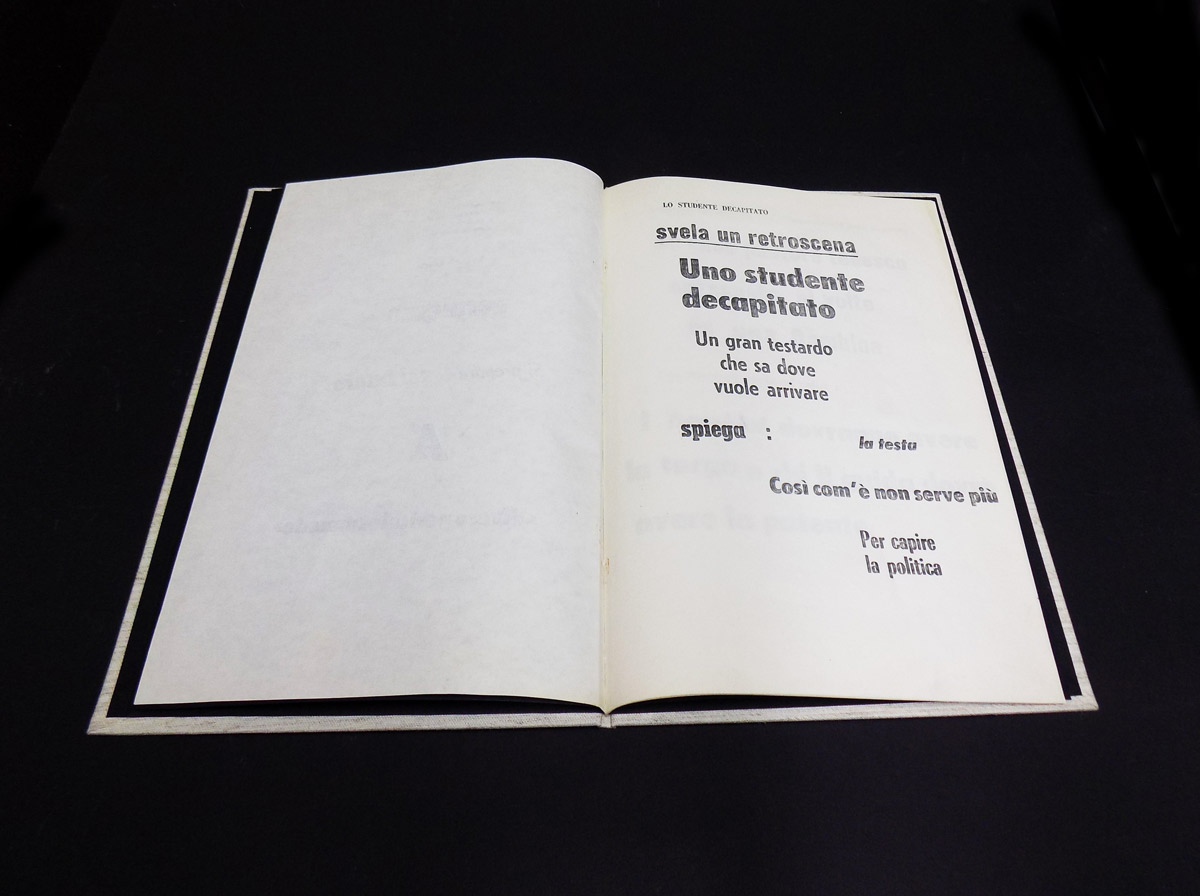 LO STUDENTE DECAPITATO
svela un retroscena
Uno studente
decapitato
Un gran testardo
che sa dove
vuole arrivare
spiega : la testa
Così com'è non serve più
Per capire
la politica